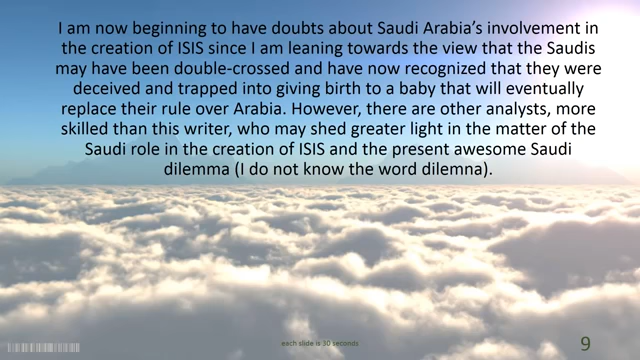 I am now beginning to have doubts about Saudi Arabia’s involvement in
the creation of ISIS since I am leaning towards the view that the Saudis
may have been double-crossed and have now recognized that they were
deceived and trapped into giving birth to a baby that will eventually
replace their rule over Arabia. However, there are other analysts, more
skilled than this writer, who may shed greater light in the matter of the
Saudi role in the creation of ISIS and the present awesome Saudi
dilemma (I do not know the word dilemna).
each slide is 30 seconds
9